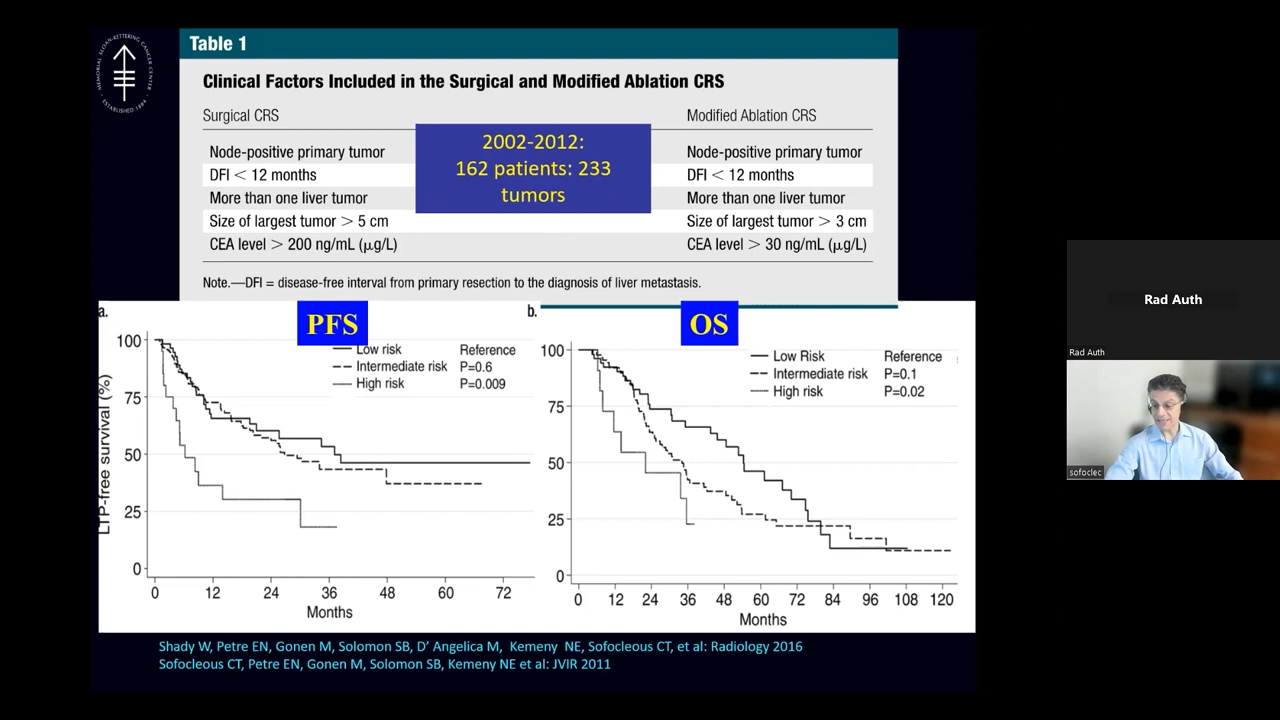 MEMORIAL SLOAN-KETTERING CANCER CENTER
· ESTABLISHED 1884 ·
Table 1
Clinical Factors Included in the Surgical and Modified Ablation CRS
Surgical CRS
Modified Ablation CRS
2002-2012:
162 patients: 233
tumors
Node-positive primary tumor
Node-positive primary tumor
DFI < 12 months
DFI < 12 months
More than one liver tumor
More than one liver tumor
Size of largest tumor > 5 cm
Size of largest tumor > 3 cm
CEA level > 200 ng/mL (μg/L)
CEA level > 30 ng/mL (μg/L)
Note.—DFI = disease-free interval from primary resection to the diagnosis of liver metastasis.
a.
PFS
Low risk Reference
Intermediate risk P=0.6
High risk P=0.009
LTP-free survival (%)
100
75
50
25
0
0 12 24 36 48 60 72
Months
b.
OS
Low Risk Reference
Intermediate risk P=0.1
High risk P=0.02
100
75
50
25
0
0 12 24 36 48 60 72 84 96 108 120
Months
Shady W, Petre EN, Gonen M, Solomon SB, D' Angelica M, Kemeny NE, Sofocleous CT, et al: Radiology 2016
Sofocleous CT, Petre EN, Gonen M, Solomon SB, Kemeny NE et al: JVIR 2011
Rad Auth
Rad Auth
sofoclec